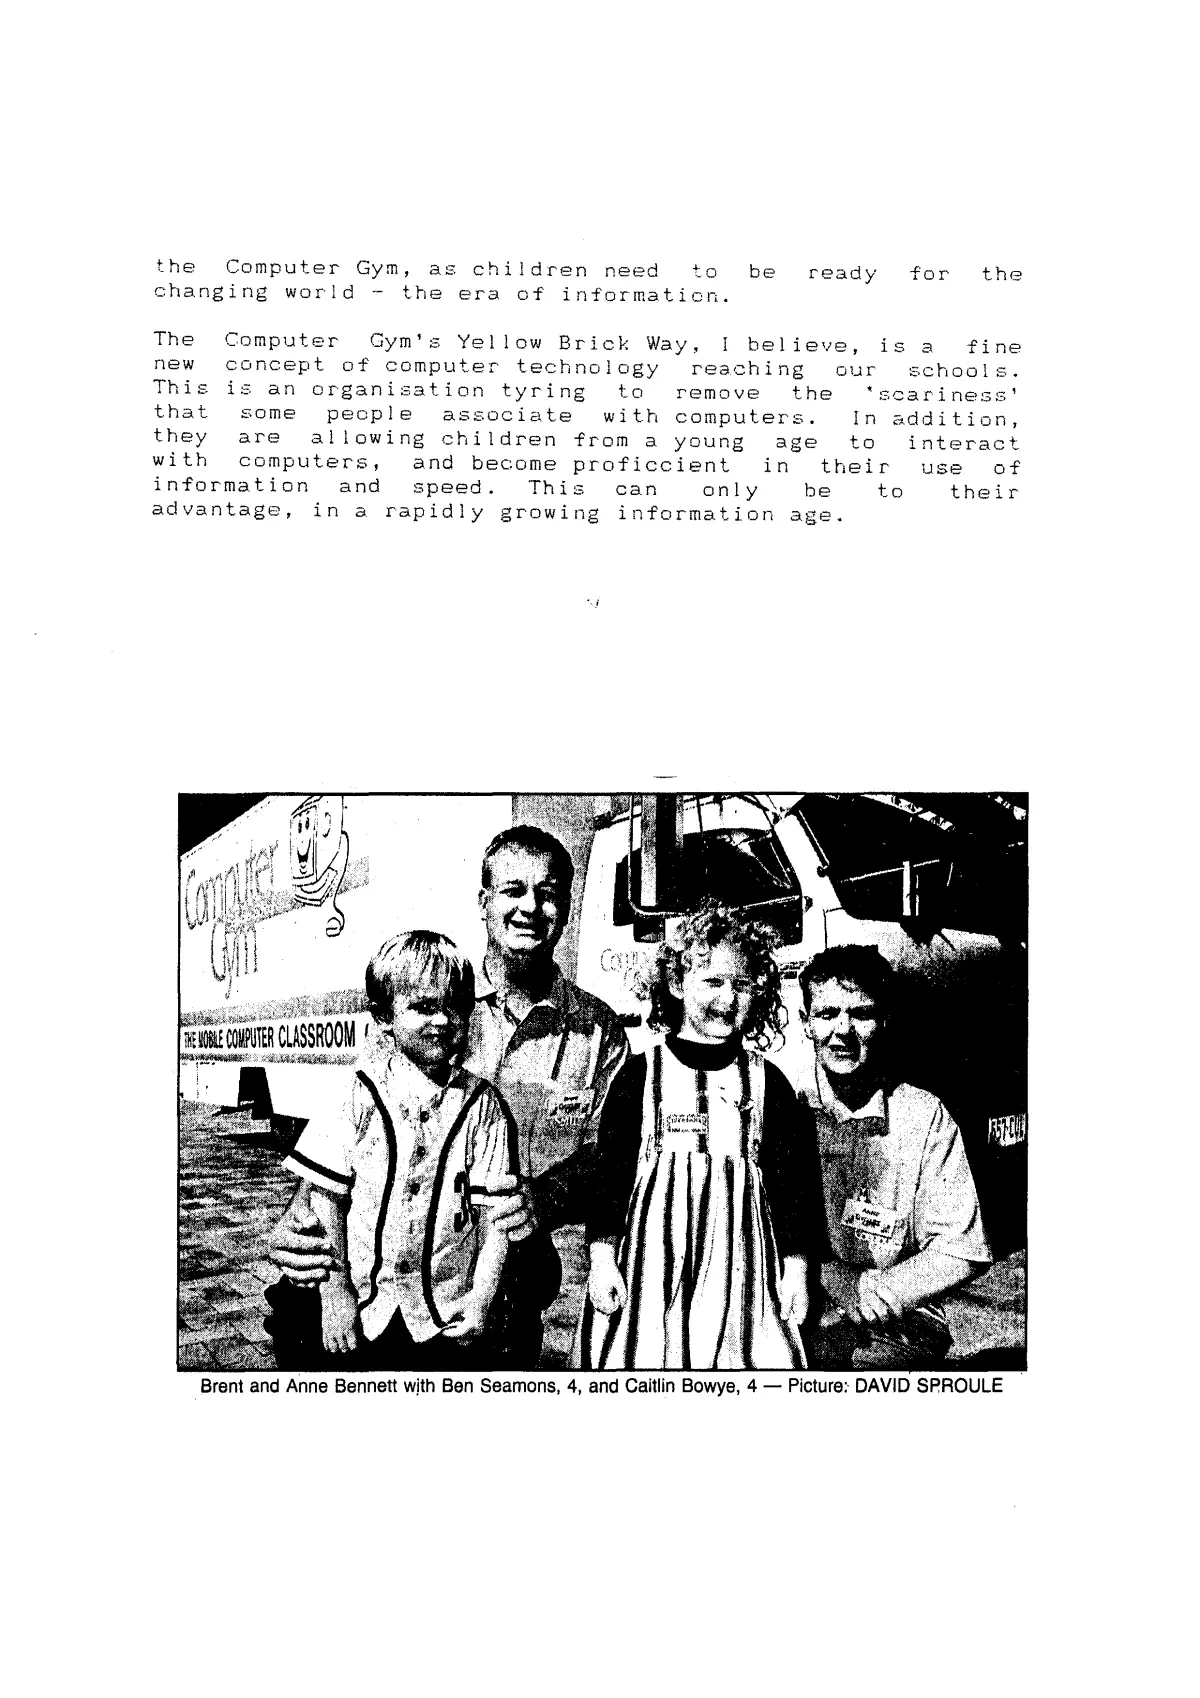 the Computer Gym, as children need to be ready for the
changing world - the era of information.
The Computer Gym's Yellow Brick Way, I believe, is a fine
new concept of computer technology reaching our schools.
This is an organisation tyring to remove the 'scariness'
that some people associate with computers. In addition,
they are allowing children from a young age to interact
with computers, and become proficcient in their use of
information and speed. This can only be to their
advantage, in a rapidly growing information age.
Computer
Gym
THE MOBILE COMPUTER CLASSROOM
Brent and Anne Bennett with Ben Seamons, 4, and Caitlin Bowye, 4 — Picture: DAVID SPROULE